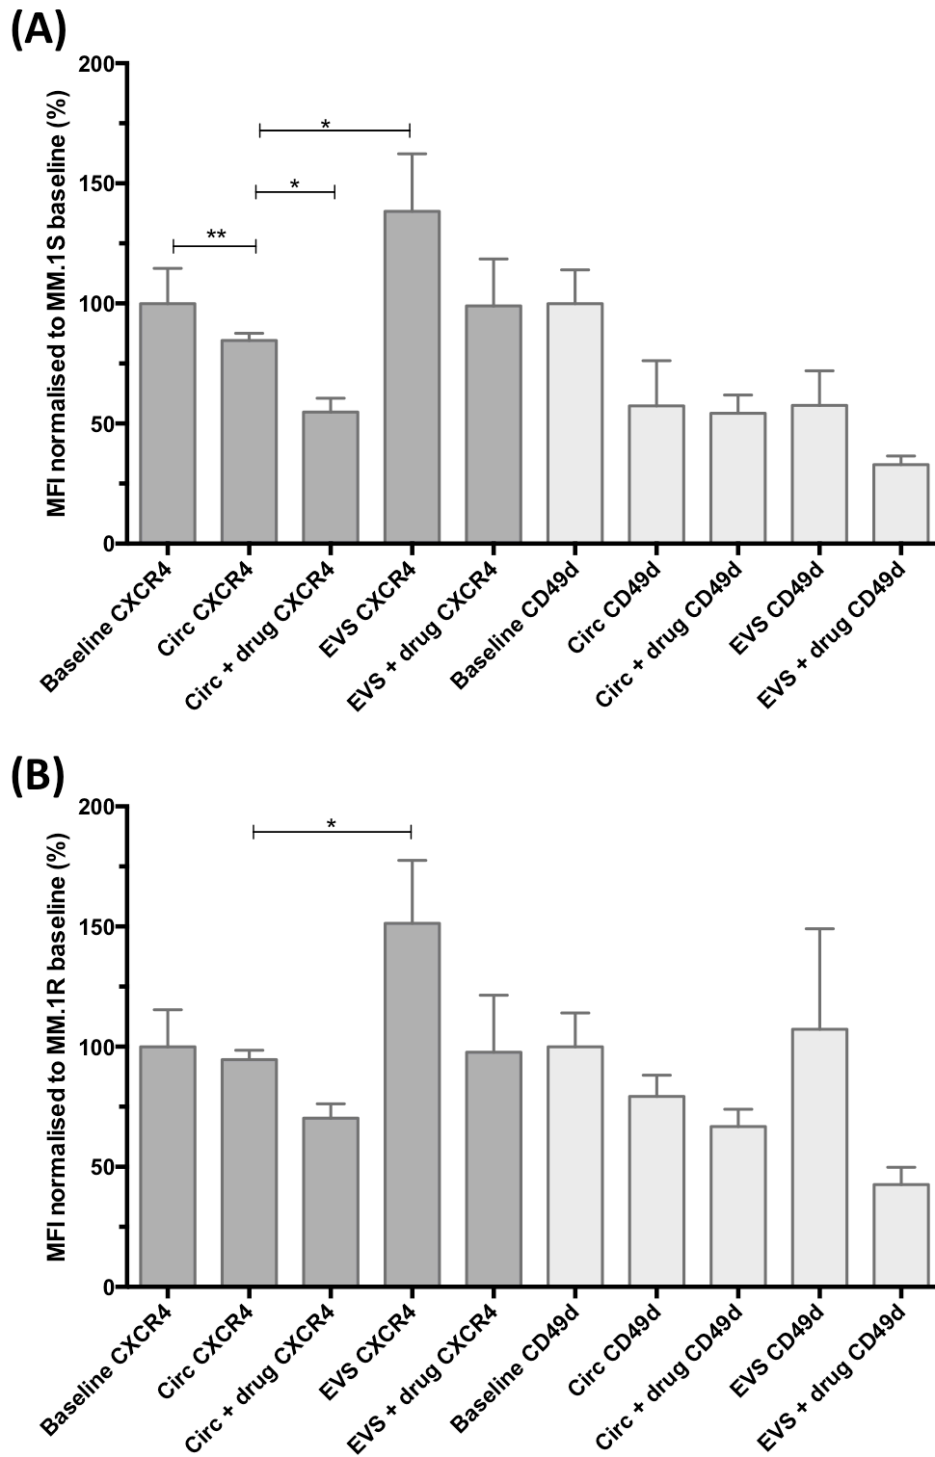 (A)
MFI normalised to MM.1S baseline (%)
200
150
100
50
0
*
*
**
Baseline CXCR4
Circ CXCR4
Circ + drug CXCR4
EVS CXCR4
EVS + drug CXCR4
Baseline CD49d
Circ CD49d
Circ + drug CD49d
EVS CD49d
EVS + drug CD49d
(B)
MFI normalised to MM.1R baseline (%)
200
150
100
50
0
*
Baseline CXCR4
Circ CXCR4
Circ + drug CXCR4
EVS CXCR4
EVS + drug CXCR4
Baseline CD49d
Circ CD49d
Circ + drug CD49d
EVS CD49d
EVS + drug CD49d